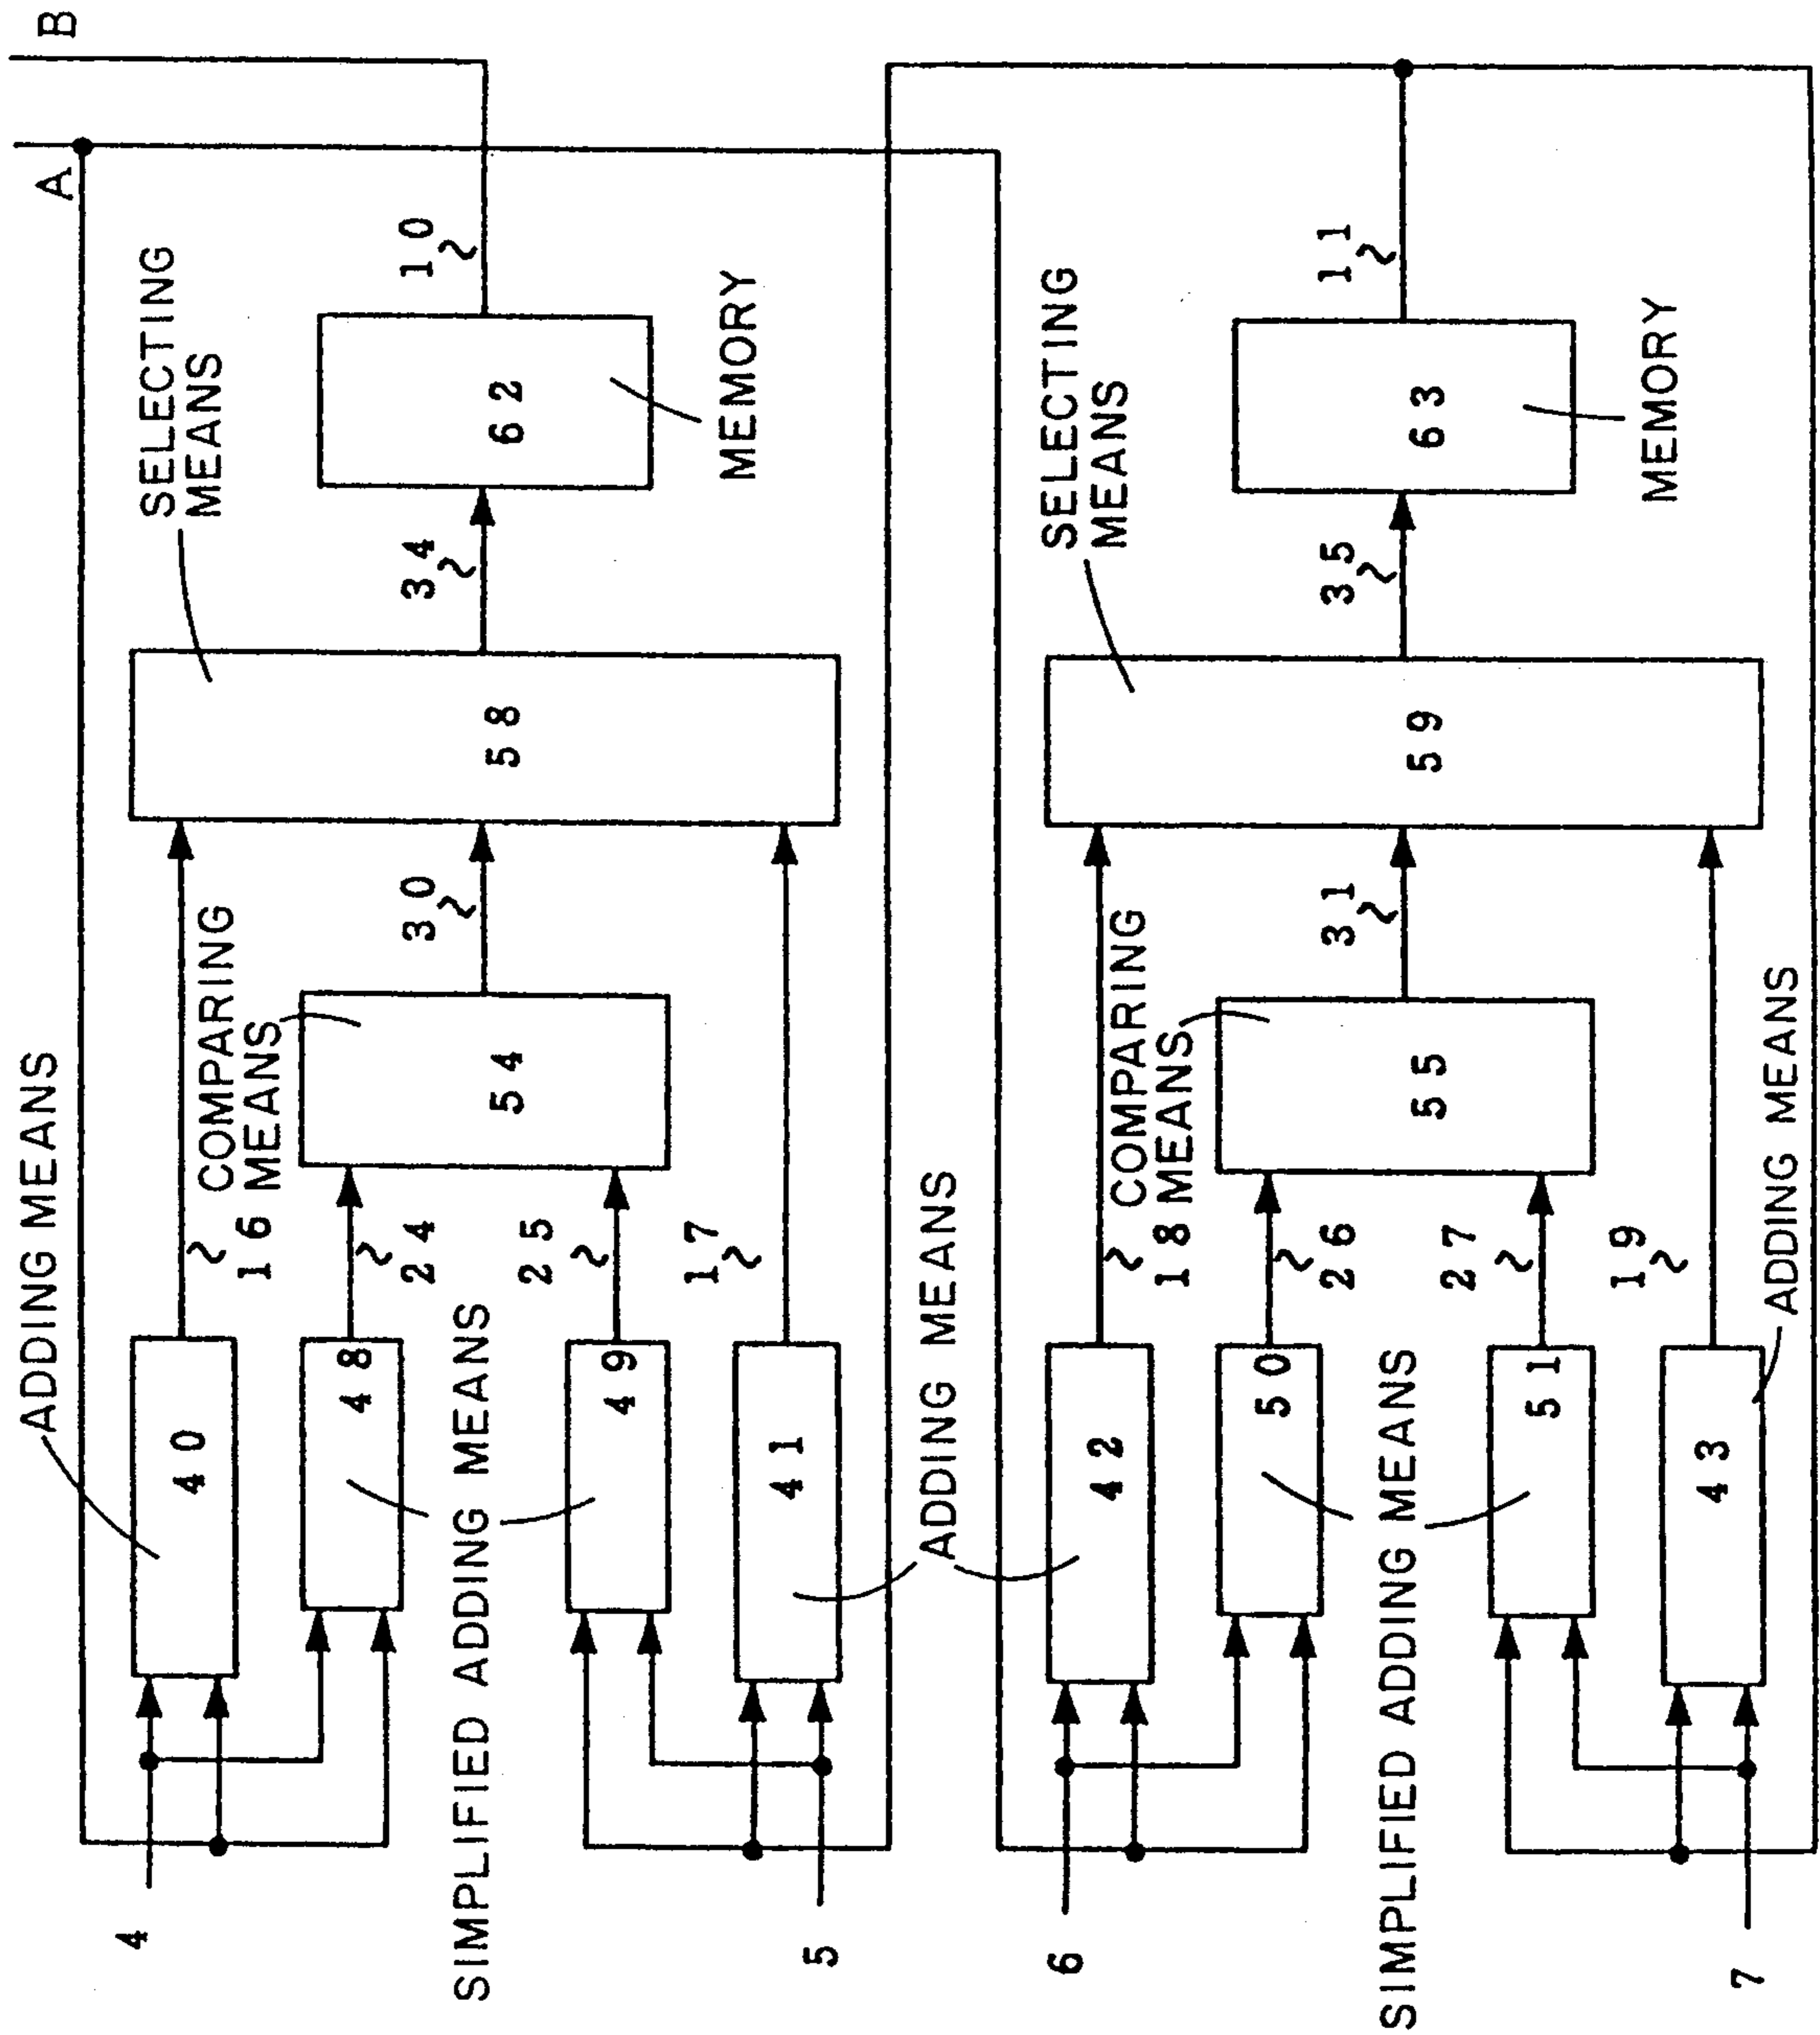 B
A
ADDING MEANS
SELECTING
MEANS
COMPARING
MEANS
4
40
16
48
24
54
30
58
34
62
10
MEMORY
SIMPLIFIED ADDING MEANS
49
25
5
41
17
ADDING MEANS
SELECTING
MEANS
COMPARING
MEANS
6
42
18
50
26
55
31
59
35
63
11
MEMORY
SIMPLIFIED ADDING MEANS
51
27
7
43
19
ADDING MEANS